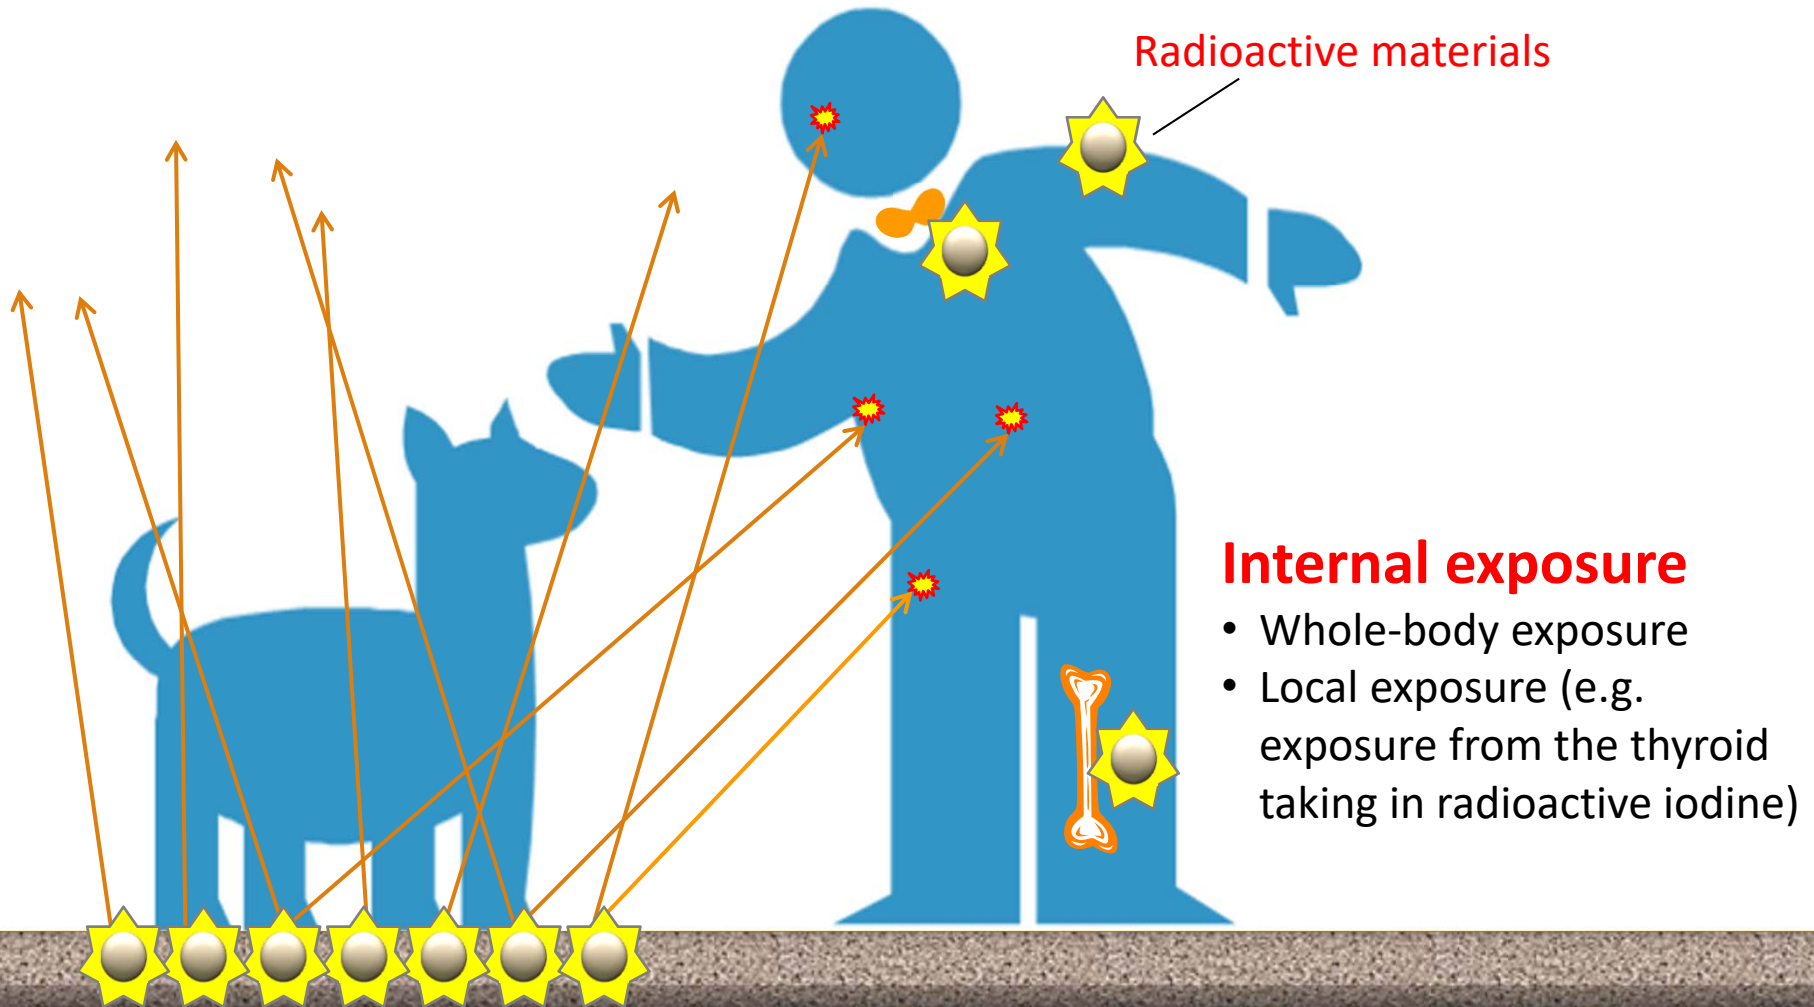 Radioactive materials
Internal exposure
• Whole-body exposure
• Local exposure (e.g.
exposure from the thyroid
taking in radioactive iodine)